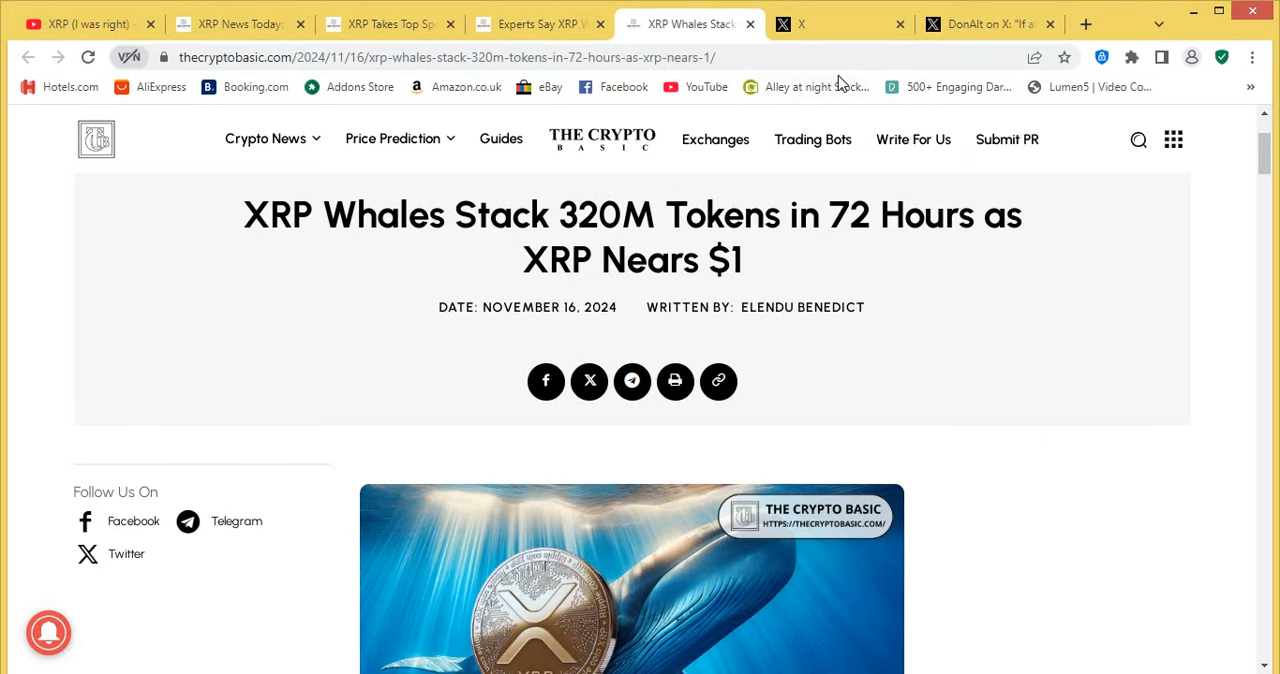 XRP (I was right) -
XRP News Today:
XRP Takes Top Spo
Experts Say XRP W
XRP Whales Stack
X
DonAlt on X: "If a
VPN
thecryptobasic.com/2024/11/16/xrp-whales-stack-320m-tokens-in-72-hours-as-xrp-nears-1/
Hotels.com
AliExpress
Booking.com
Addons Store
Amazon.co.uk
eBay
Facebook
YouTube
Alley at night Stock...
500+ Engaging Dar...
Lumen5 | Video Co...
»
Crypto News
Price Prediction
Guides
THE CRYPTO
BASIC
Exchanges
Trading Bots
Write For Us
Submit PR
XRP Whales Stack 320M Tokens in 72 Hours as
XRP Nears $1
DATE: NOVEMBER 16, 2024 WRITTEN BY: ELENDU BENEDICT
Follow Us On
Facebook
Telegram
Twitter
THE CRYPTO BASIC
HTTPS://THECRYPTOBASIC.COM/